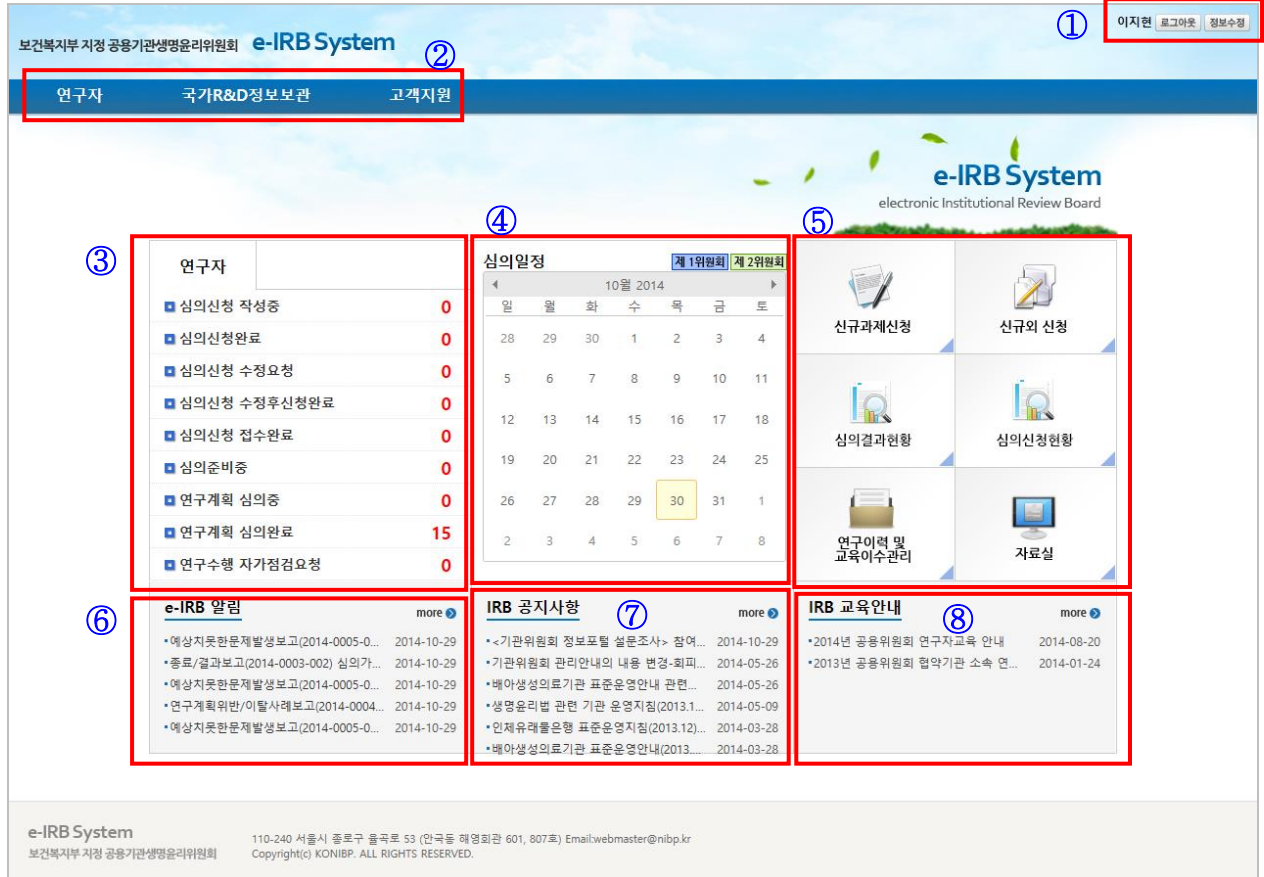 ①
이지현 로그아웃 정보수정
보건복지부 지정 공용기관생명윤리위원회 e-IRB System
②
연구자 국가R&D정보보관 고객지원
e-IRB System
electronic Institutional Review Board
③
연구자
심의신청 작성중 0
심의신청완료 0
심의신청 수정요청 0
심의신청 수정후신청완료 0
심의신청 접수완료 0
심의준비중 0
연구계획 심의중 0
연구계획 심의완료 15
연구수행 자가점검요청 0
④
심의일정 제 1위원회 제 2위원회
10월 2014
일 월 화 수 목 금 토
28 29 30 1 2 3 4
5 6 7 8 9 10 11
12 13 14 15 16 17 18
19 20 21 22 23 24 25
26 27 28 29 30 31 1
2 3 4 5 6 7 8
⑤
신규과제신청 신규외 신청
심의결과현황 심의신청현황
연구이력 및
교육이수관리
자료실
⑥
e-IRB 알림 more
예상치못한문제발생보고(2014-0005-0... 2014-10-29
종료/결과보고(2014-0003-002) 심의가... 2014-10-29
예상치못한문제발생보고(2014-0005-0... 2014-10-29
연구계획위반/이탈사례보고(2014-0004... 2014-10-29
예상치못한문제발생보고(2014-0005-0... 2014-10-29
IRB 공지사항 ⑦ more
<기관위원회 정보포털 설문조사> 참여... 2014-10-29
기관위원회 관리안내의 내용 변경-회피... 2014-05-26
배아생성의료기관 표준운영안내 관련... 2014-05-26
생명윤리법 관련 기관 운영지침(2013.1... 2014-05-09
인체유래물은행 표준운영지침(2013.12)... 2014-03-28
배아생성의료기관 표준운영안내(2013.... 2014-03-28
IRB 교육안내 ⑧ more
2014년 공용위원회 연구자교육 안내 2014-08-20
2013년 공용위원회 협약기관 소속 연... 2014-01-24
e-IRB System
보건복지부 지정 공용기관생명윤리위원회
110-240 서울시 종로구 율곡로 53 (안국동 해영회관 601, 807호) Email:webmaster@nibp.kr
Copyright(c) KONIBP. ALL RIGHTS RESERVED.